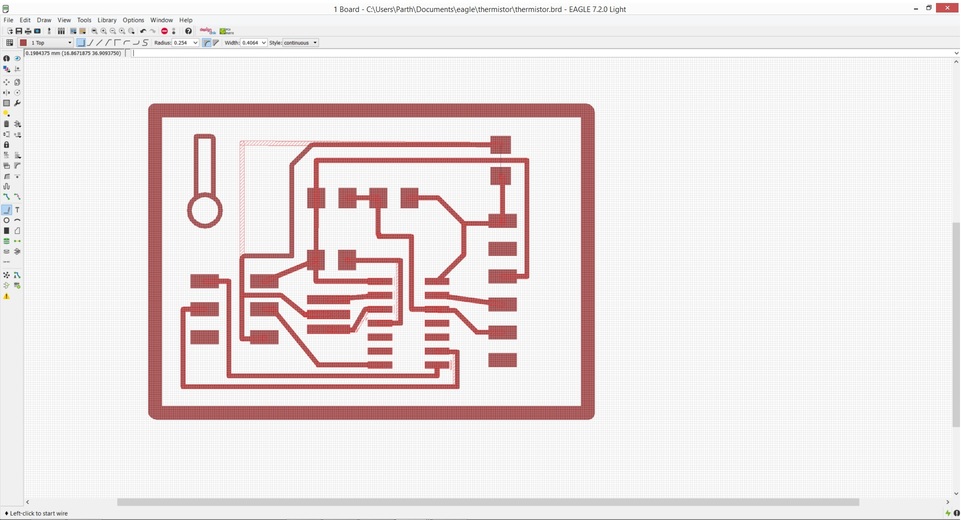 1 Board - C:\Users\Parth\Documents\eagle\thermistor\thermistor.brd - EAGLE 7.2.0 Light
File Edit Draw View Tools Library Options Window Help
1 Top Radius: 0.254 Width: 0.4064 Style: continuous
0.1984375 mm (16.8671875 36.9093750)
Left-click to start wire